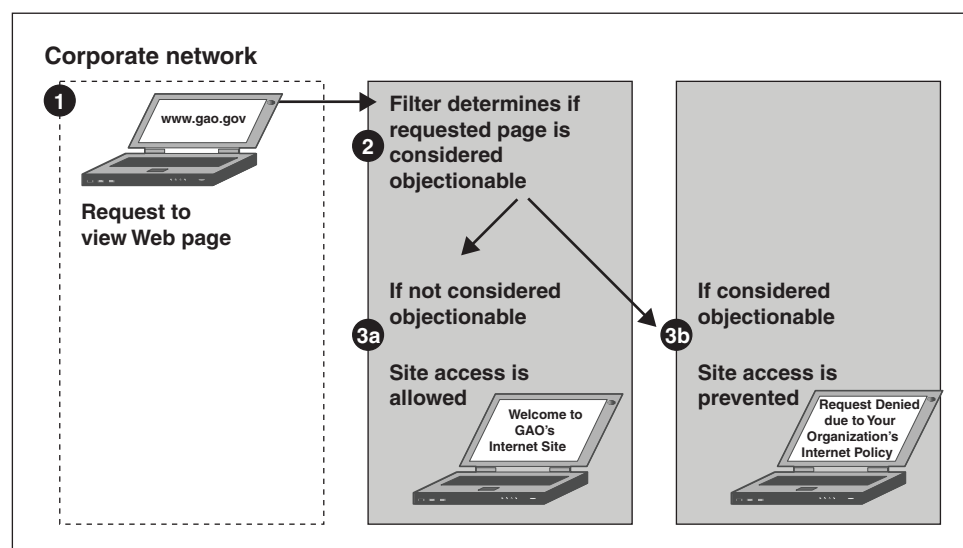 Corporate network
1
www.gao.gov
Request to
view Web page
2
Filter determines if
requested page is
considered
objectionable
3a
If not considered
objectionable
Site access is
allowed
Welcome to
GAO's
Internet Site
3b
If considered
objectionable
Site access is
prevented
Request Denied
due to Your
Organization's
Internet Policy